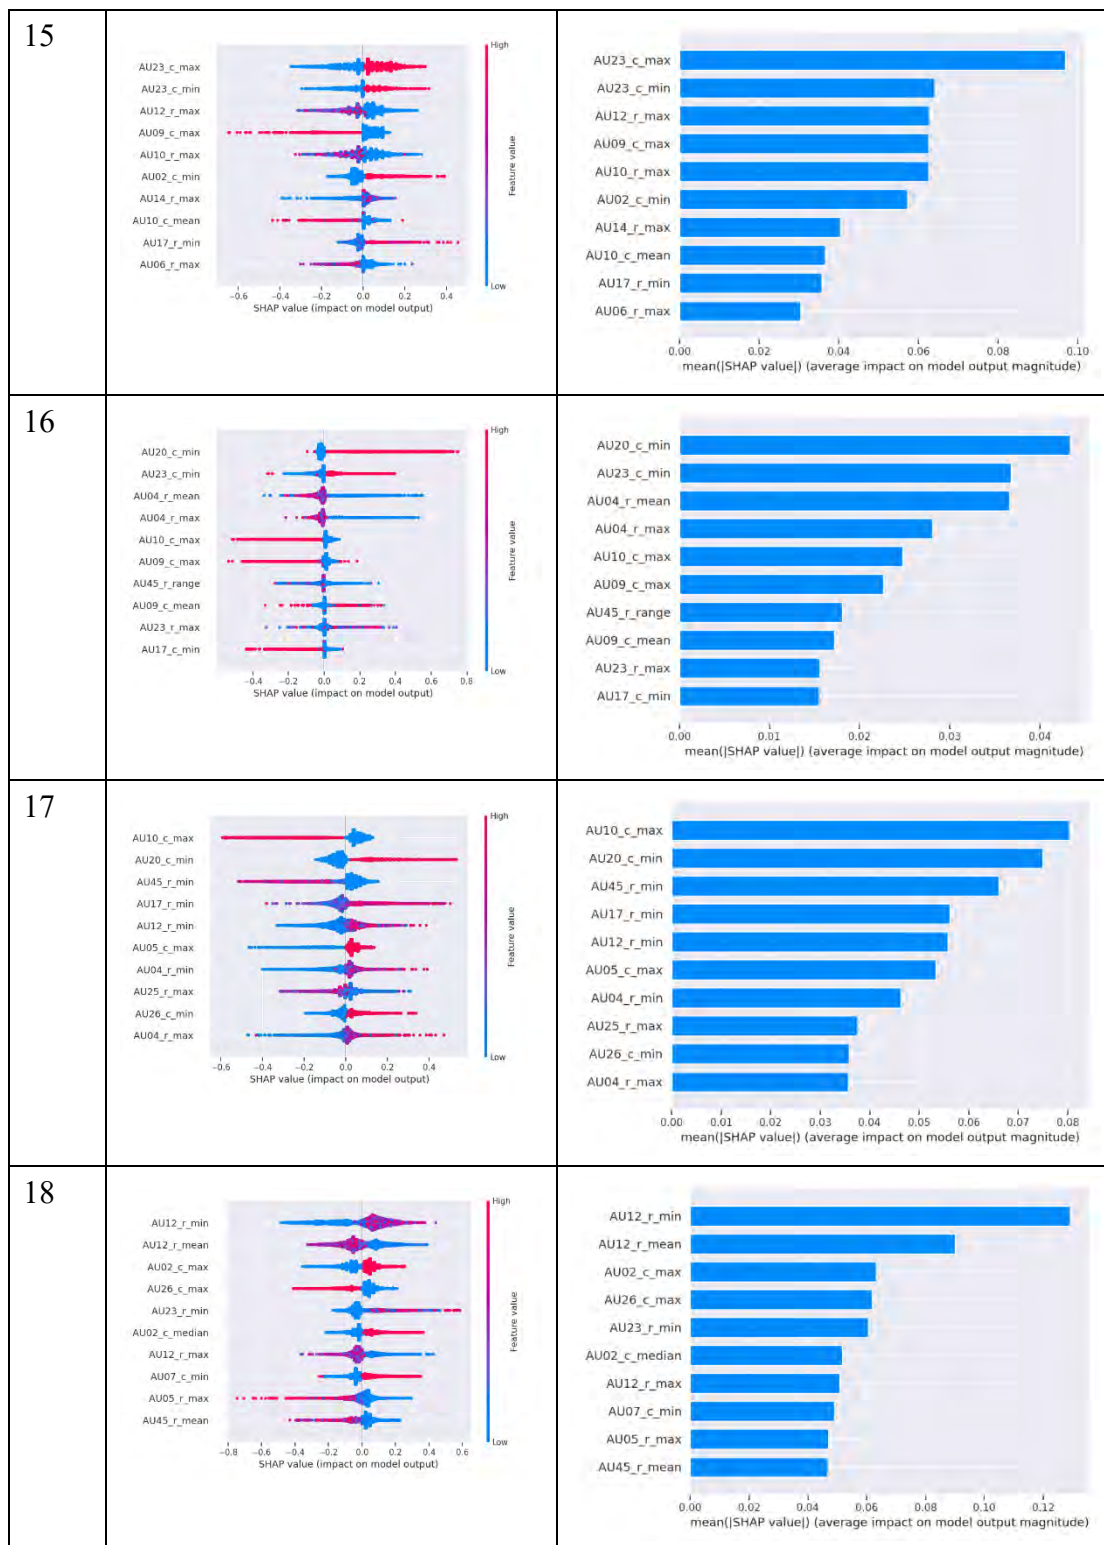 15
High
AU23_c_max
AU23_c_min
AU12_r_max
AU09_c_max
AU10_r_max
AU02_c_min
AU14_r_max
AU10_c_mean
AU17_r_min
AU06_r_max
Feature value
Low
−0.6 −0.4 −0.2 0.0 0.2 0.4
SHAP value (impact on model output)
AU23_c_max
AU23_c_min
AU12_r_max
AU09_c_max
AU10_r_max
AU02_c_min
AU14_r_max
AU10_c_mean
AU17_r_min
AU06_r_max
0.00 0.02 0.04 0.06 0.08 0.10
mean(|SHAP value|) (average impact on model output magnitude)
16
High
AU20_c_min
AU23_c_min
AU04_r_mean
AU04_r_max
AU10_c_max
AU09_c_max
AU45_r_range
AU09_c_mean
AU23_r_max
AU17_c_min
Feature value
Low
−0.4 −0.2 0.0 0.2 0.4 0.6 0.8
SHAP value (impact on model output)
AU20_c_min
AU23_c_min
AU04_r_mean
AU04_r_max
AU10_c_max
AU09_c_max
AU45_r_range
AU09_c_mean
AU23_r_max
AU17_c_min
0.00 0.01 0.02 0.03 0.04
mean(|SHAP value|) (average impact on model output magnitude)
17
High
AU10_c_max
AU20_c_min
AU45_r_min
AU17_r_min
AU12_r_min
AU05_c_max
AU04_r_min
AU25_r_max
AU26_c_min
AU04_r_max
Feature value
Low
−0.6 −0.4 −0.2 0.0 0.2 0.4
SHAP value (impact on model output)
AU10_c_max
AU20_c_min
AU45_r_min
AU17_r_min
AU12_r_min
AU05_c_max
AU04_r_min
AU25_r_max
AU26_c_min
AU04_r_max
0.00 0.01 0.02 0.03 0.04 0.05 0.06 0.07 0.08
mean(|SHAP value|) (average impact on model output magnitude)
18
High
AU12_r_min
AU12_r_mean
AU02_c_max
AU26_c_max
AU23_r_min
AU02_c_median
AU12_r_max
AU07_c_min
AU05_r_max
AU45_r_mean
Feature value
Low
−0.8 −0.6 −0.4 −0.2 0.0 0.2 0.4 0.6
SHAP value (impact on model output)
AU12_r_min
AU12_r_mean
AU02_c_max
AU26_c_max
AU23_r_min
AU02_c_median
AU12_r_max
AU07_c_min
AU05_r_max
AU45_r_mean
0.00 0.02 0.04 0.06 0.08 0.10 0.12
mean(|SHAP value|) (average impact on model output magnitude)